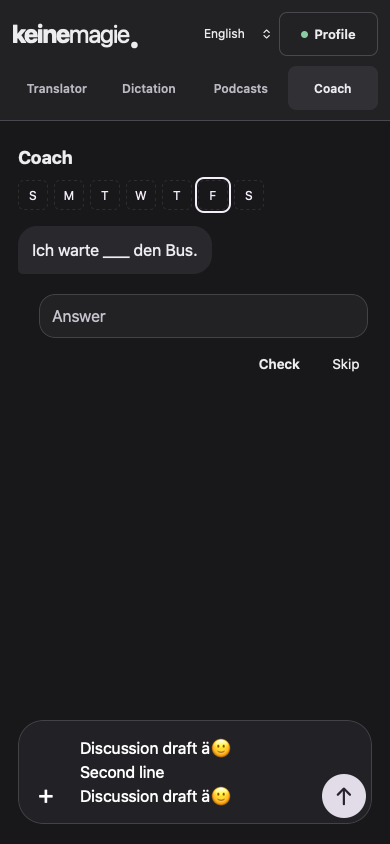 keinemagie.
English
Profile
Translator
Dictation
Podcasts
Coach
Coach
S M T W T F S
Ich warte ___ den Bus.
Answer
Check
Skip
Discussion draft ä🙂
Second line
Discussion draft ä🙂